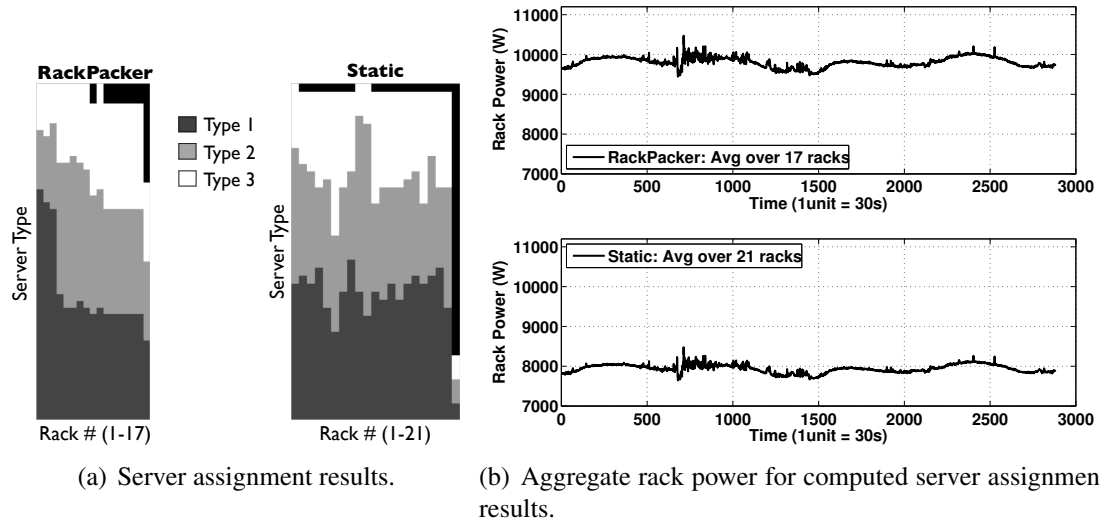 RackPacker
Static
Type 1
Type 2
Type 3
Server Type
Server Type
Rack # (1-17)
Rack # (1-21)
(a) Server assignment results.
11000
10000
9000
8000
7000
Rack Power (W)
RackPacker: Avg over 17 racks
0 500 1000 1500 2000 2500 3000
Time (1unit = 30s)
11000
10000
9000
8000
7000
Rack Power (W)
Static: Avg over 21 racks
0 500 1000 1500 2000 2500 3000
Time (1unit = 30s)
(b) Aggregate rack power for computed server assignmen
results.